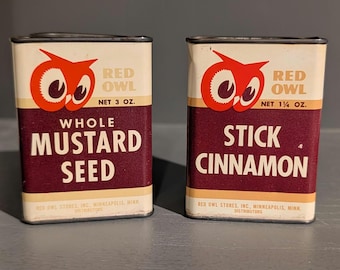 RED
OWL
NET 3 OZ.
WHOLE
MUSTARD
SEED
RED OWL STORES, INC., MINNEAPOLIS, MINN.
DISTRIBUTORS
RED
OWL
NET. 1¼ OZ.
STICK
CINNAMON
RED OWL STORES, INC., MINNEAPOLIS, MINN.
DISTRIBUTORS